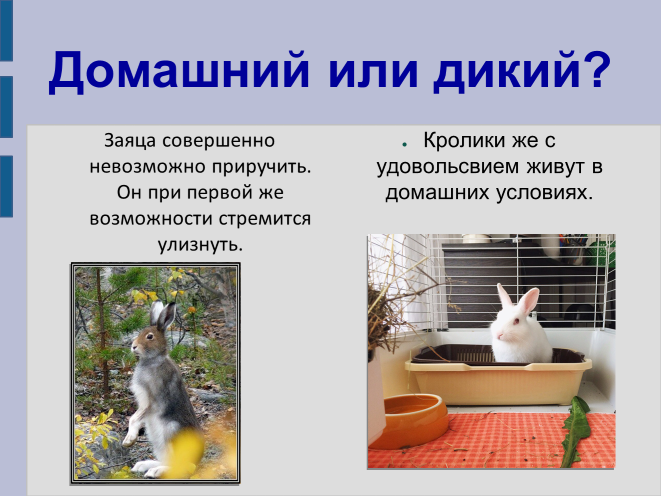 Домашний или дикий?
Заяца совершенно
невозможно приручить.
Он при первой же
возможности стремится
улизнуть.
• Кролики же с
удовольсвием живут в
домашних условиях.